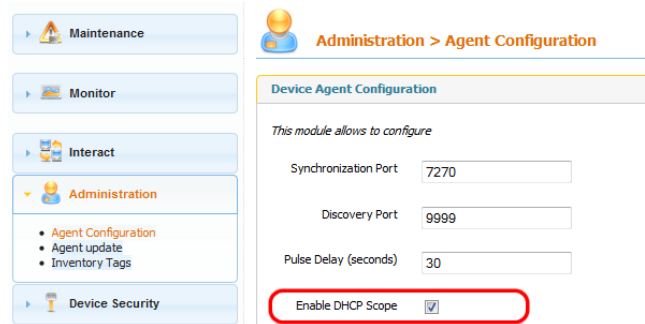 Maintenance
Monitor
Interact
Administration
Agent Configuration
Agent update
Inventory Tags
Device Security
Administration > Agent Configuration
Device Agent Configuration
This module allows to configure
Synchronization Port 7270
Discovery Port 9999
Pulse Delay (seconds) 30
Enable DHCP Scope